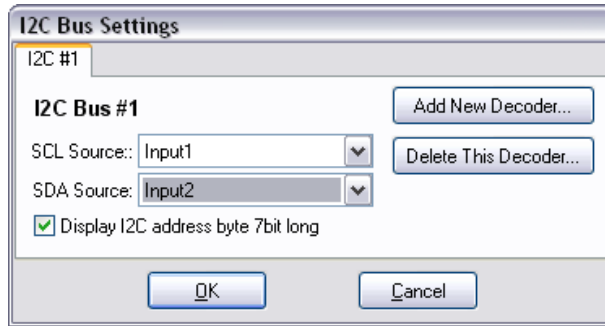 I2C Bus Settings
I2C #1
I2C Bus #1
Add New Decoder...
SCL Source:: Input1
Delete This Decoder...
SDA Source: Input2
Display I2C address byte 7bit long
OK
Cancel